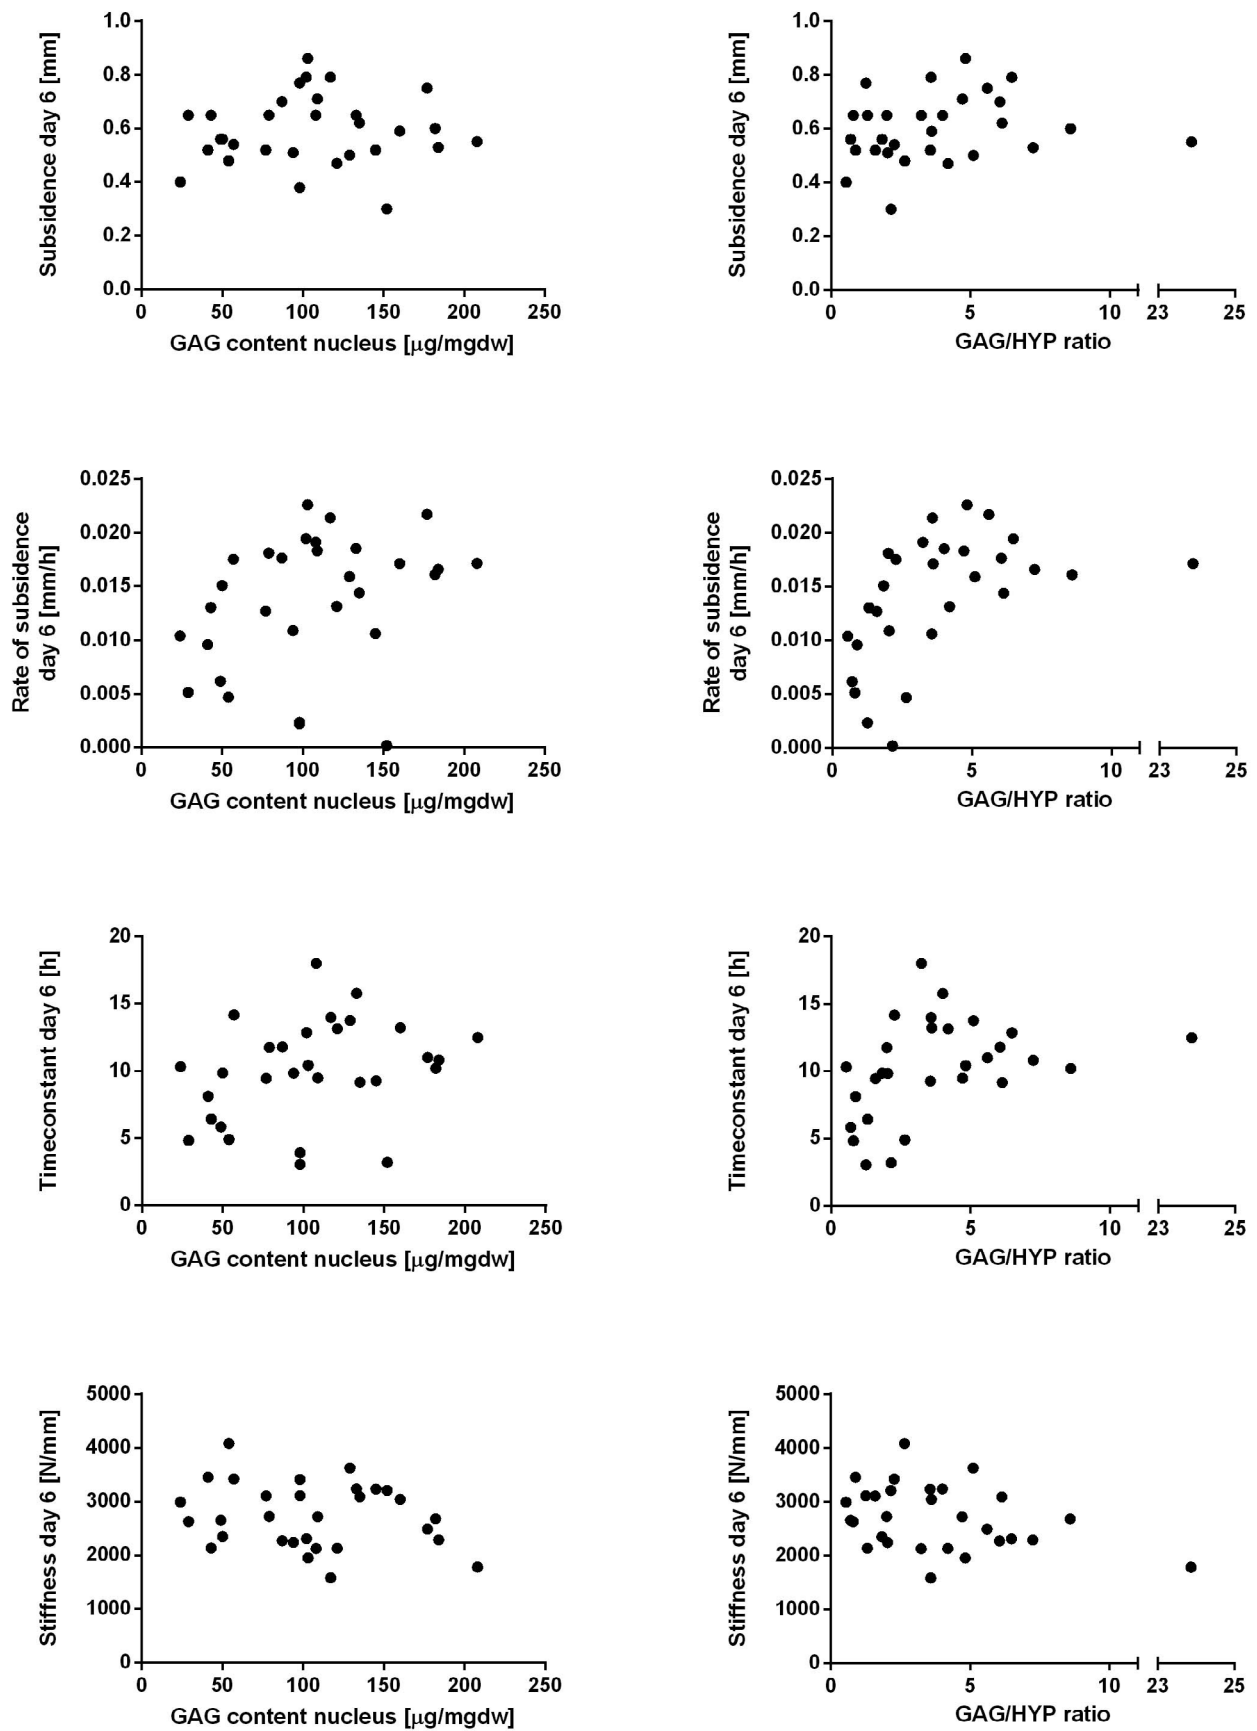 1.0
0.8
0.6
0.4
0.2
0.0
Subsidence day 6 [mm]
0 50 100 150 200 250
GAG content nucleus [μg/mgdw]
1.0
0.8
0.6
0.4
0.2
0.0
Subsidence day 6 [mm]
0 5 10 23 25
GAG/HYP ratio
0.025
0.020
0.015
0.010
0.005
0.000
Rate of subsidence
day 6 [mm/h]
0 50 100 150 200 250
GAG content nucleus [μg/mgdw]
0.025
0.020
0.015
0.010
0.005
0.000
Rate of subsidence
day 6 [mm/h]
0 5 10 23 25
GAG/HYP ratio
20
15
10
5
0
Timeconstant day 6 [h]
0 50 100 150 200 250
GAG content nucleus [μg/mgdw]
20
15
10
5
0
Timeconstant day 6 [h]
0 5 10 23 25
GAG/HYP ratio
5000
4000
3000
2000
1000
0
Stiffness day 6 [N/mm]
0 50 100 150 200 250
GAG content nucleus [μg/mgdw]
5000
4000
3000
2000
1000
0
Stiffness day 6 [N/mm]
0 5 10 23 25
GAG/HYP ratio